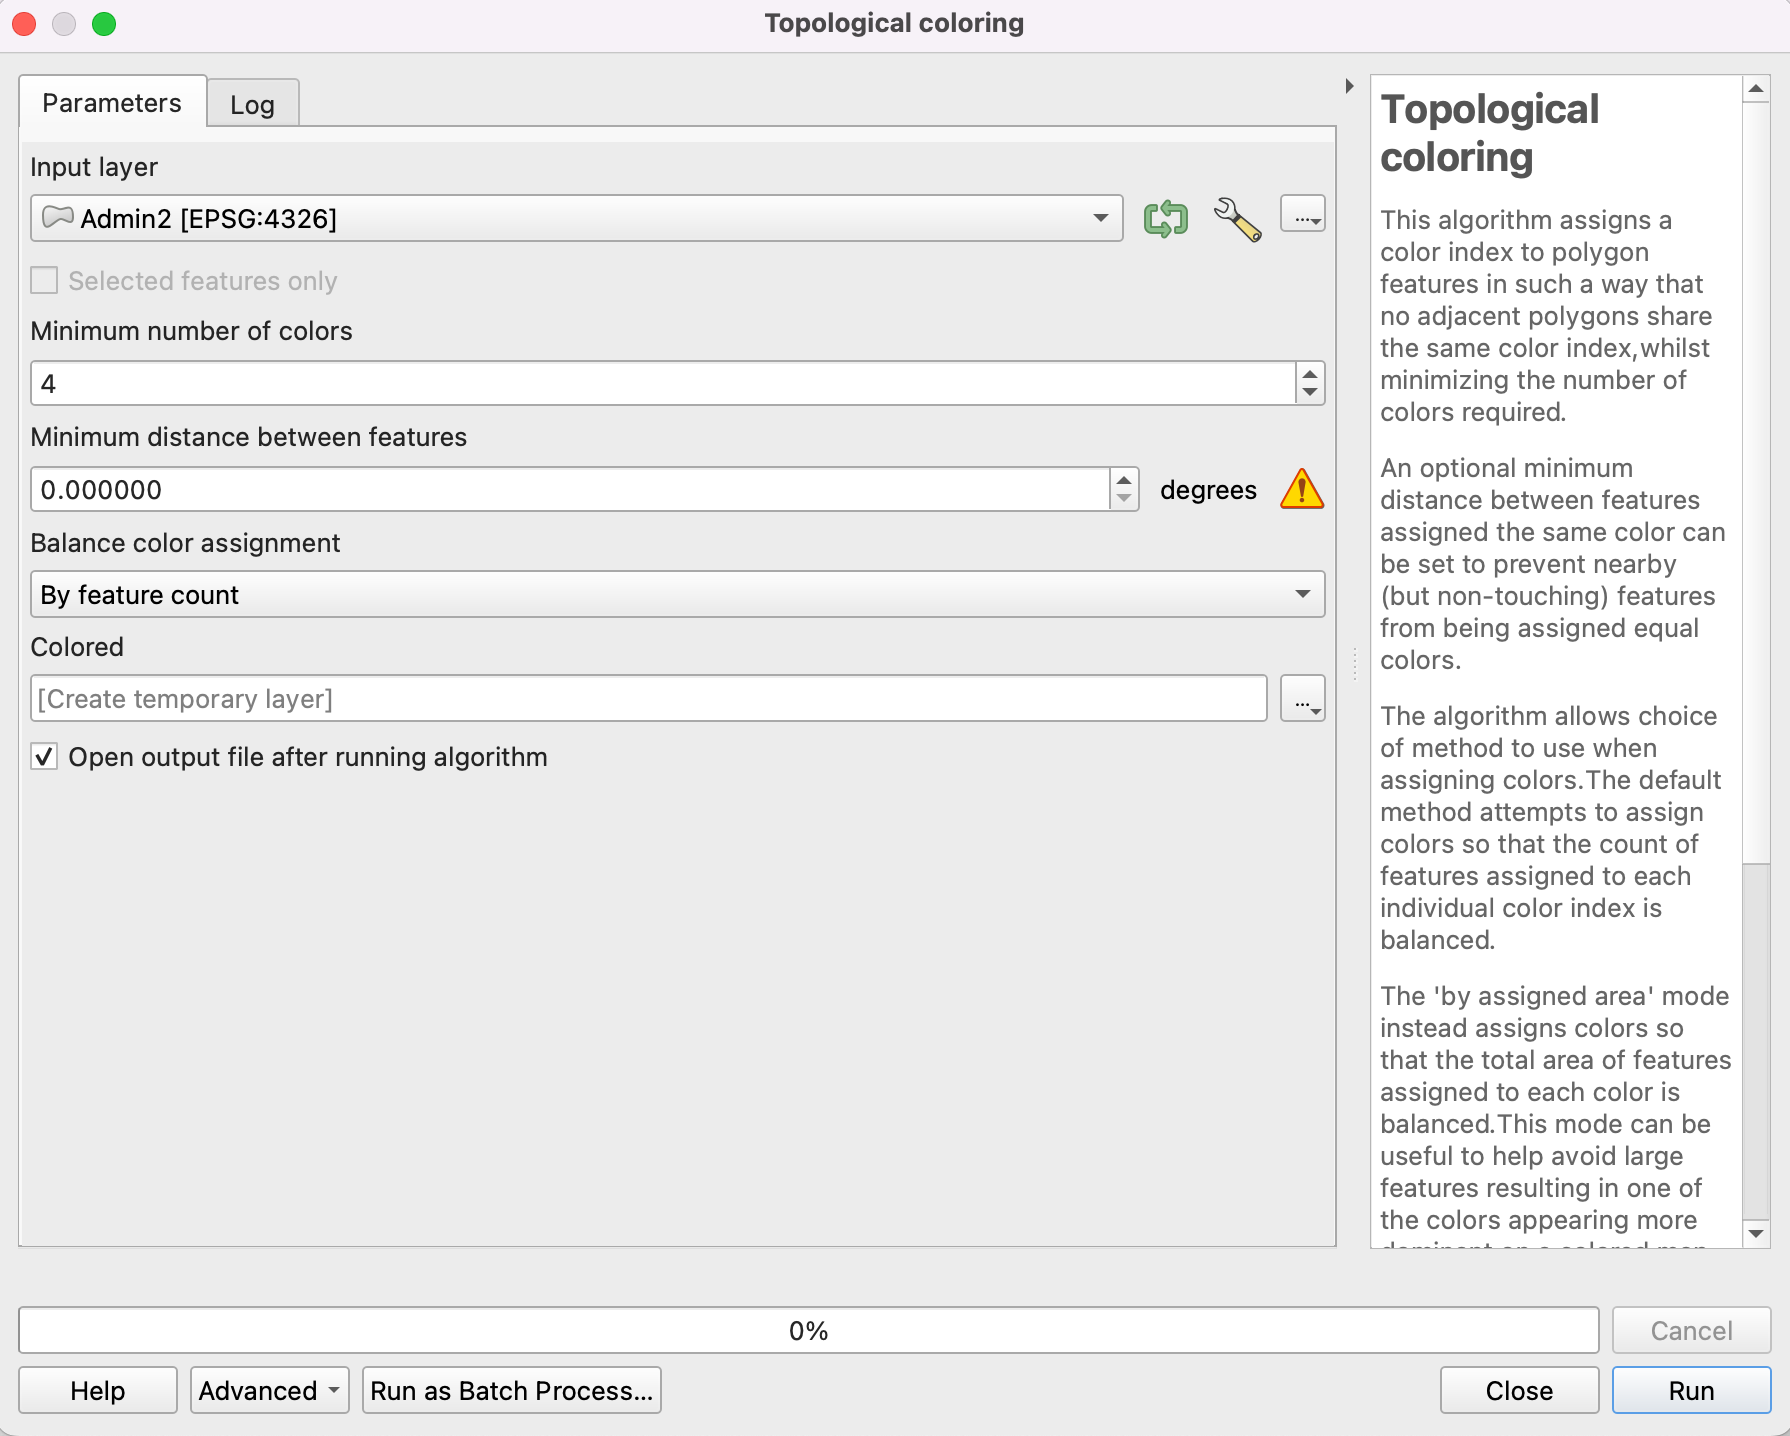 Topological coloring
Parameters
Log
Input layer
Admin2 [EPSG:4326]
...
Selected features only
Minimum number of colors
4
Minimum distance between features
0.000000
degrees
Balance color assignment
By feature count
Colored
[Create temporary layer]
...
Open output file after running algorithm
Topological
coloring
This algorithm assigns a
color index to polygon
features in such a way that
no adjacent polygons share
the same color index,whilst
minimizing the number of
colors required.
An optional minimum
distance between features
assigned the same color can
be set to prevent nearby
(but non-touching) features
from being assigned equal
colors.
The algorithm allows choice
of method to use when
assigning colors.The default
method attempts to assign
colors so that the count of
features assigned to each
individual color index is
balanced.
The 'by assigned area' mode
instead assigns colors so
that the total area of features
assigned to each color is
balanced.This mode can be
useful to help avoid large
features resulting in one of
the colors appearing more
dominant on a colored map.
0%
Cancel
Help
Advanced
Run as Batch Process...
Close
Run